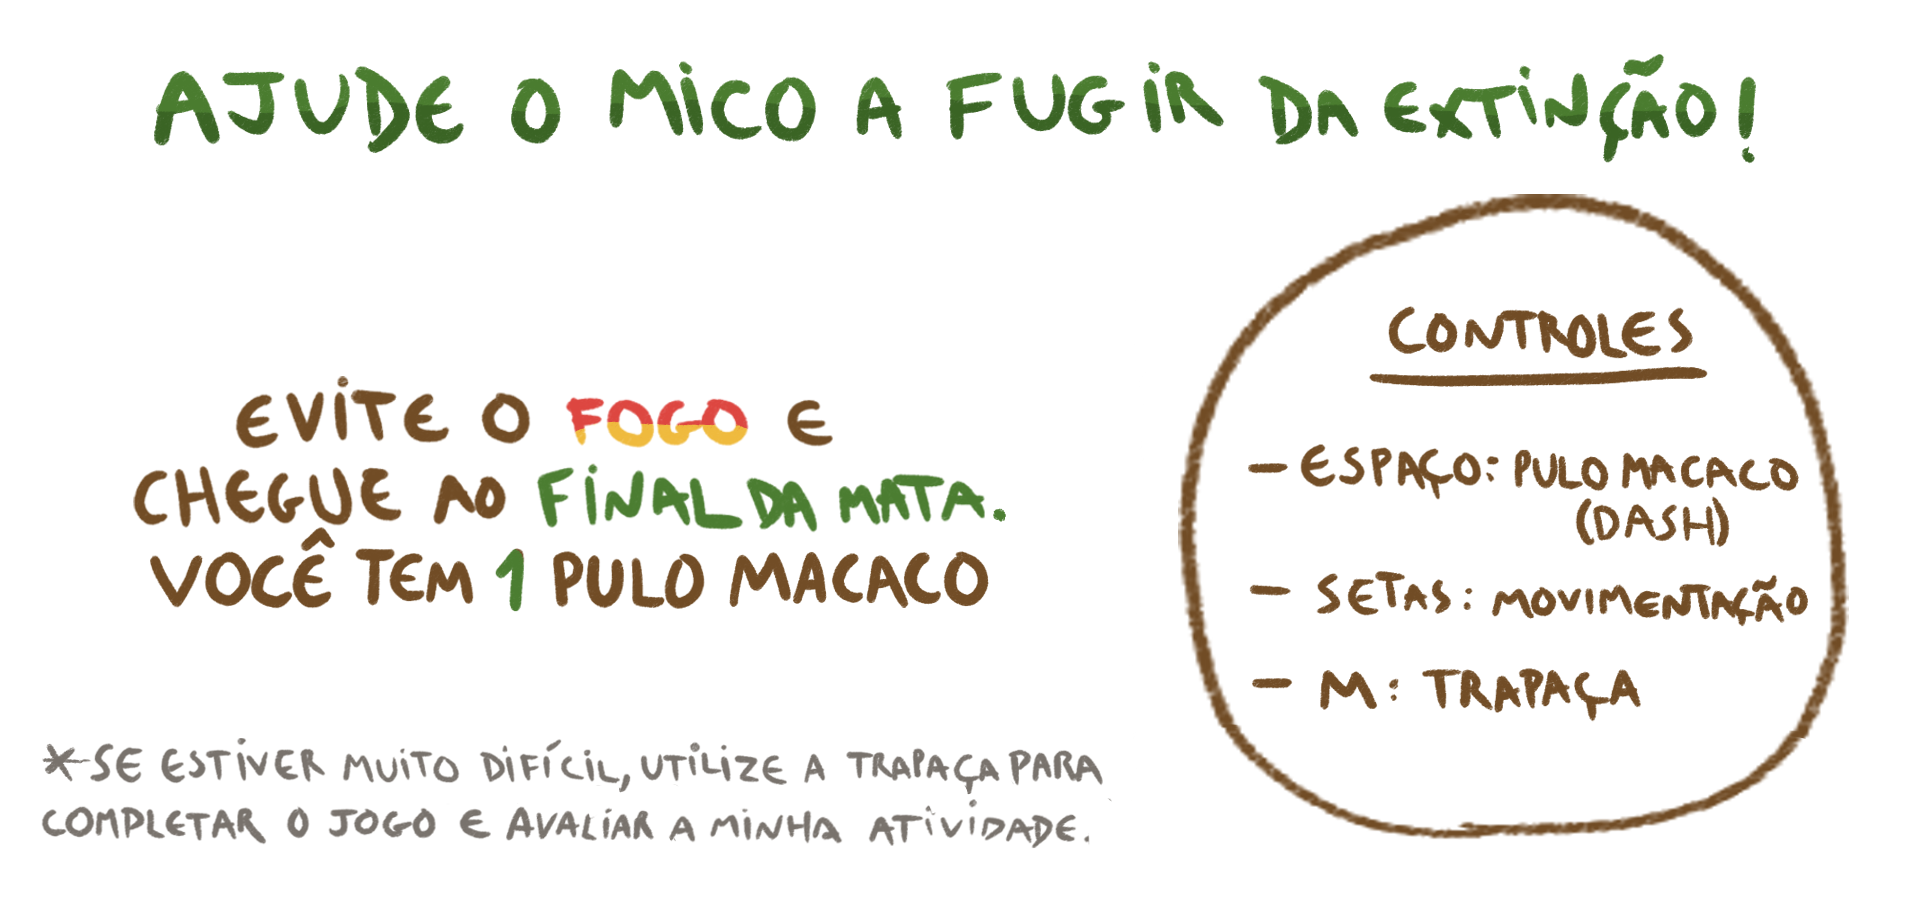 AJUDE O MICO A FUGIR DA EXTINÇÃO!
EVITE O FOGO E
CHEGUE AO FINAL DA MATA.
VOCÊ TEM 1 PULO MACACO
*-SE ESTIVER MUITO DIFÍCIL, UTILIZE A TRAPAÇA PARA
COMPLETAR O JOGO E AVALIAR A MINHA ATIVIDADE.
CONTROLES
- ESPAÇO: PULO MACACO
(DASH)
- SETAS: MOVIMENTAÇÃO
- M: TRAPAÇA